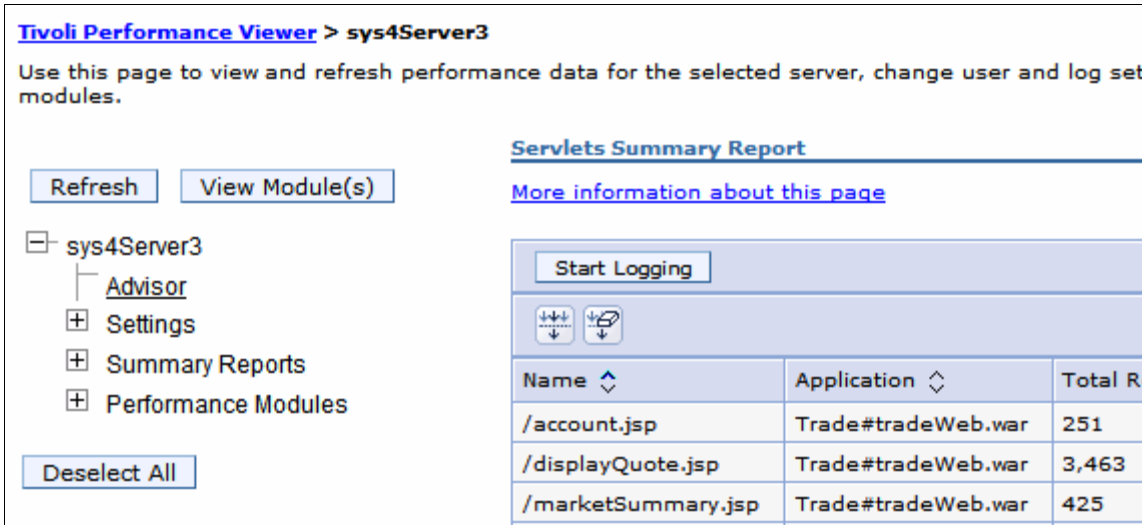 Tivoli Performance Viewer > sys4Server3
Use this page to view and refresh performance data for the selected server, change user and log set
modules.
Servlets Summary Report
Refresh View Module(s)
More information about this page
sys4Server3
Start Logging
Advisor
Settings
Summary Reports
Performance Modules
Deselect All
Name Application Total R
/account.jsp Trade#tradeWeb.war 251
/displayQuote.jsp Trade#tradeWeb.war 3,463
/marketSummary.jsp Trade#tradeWeb.war 425